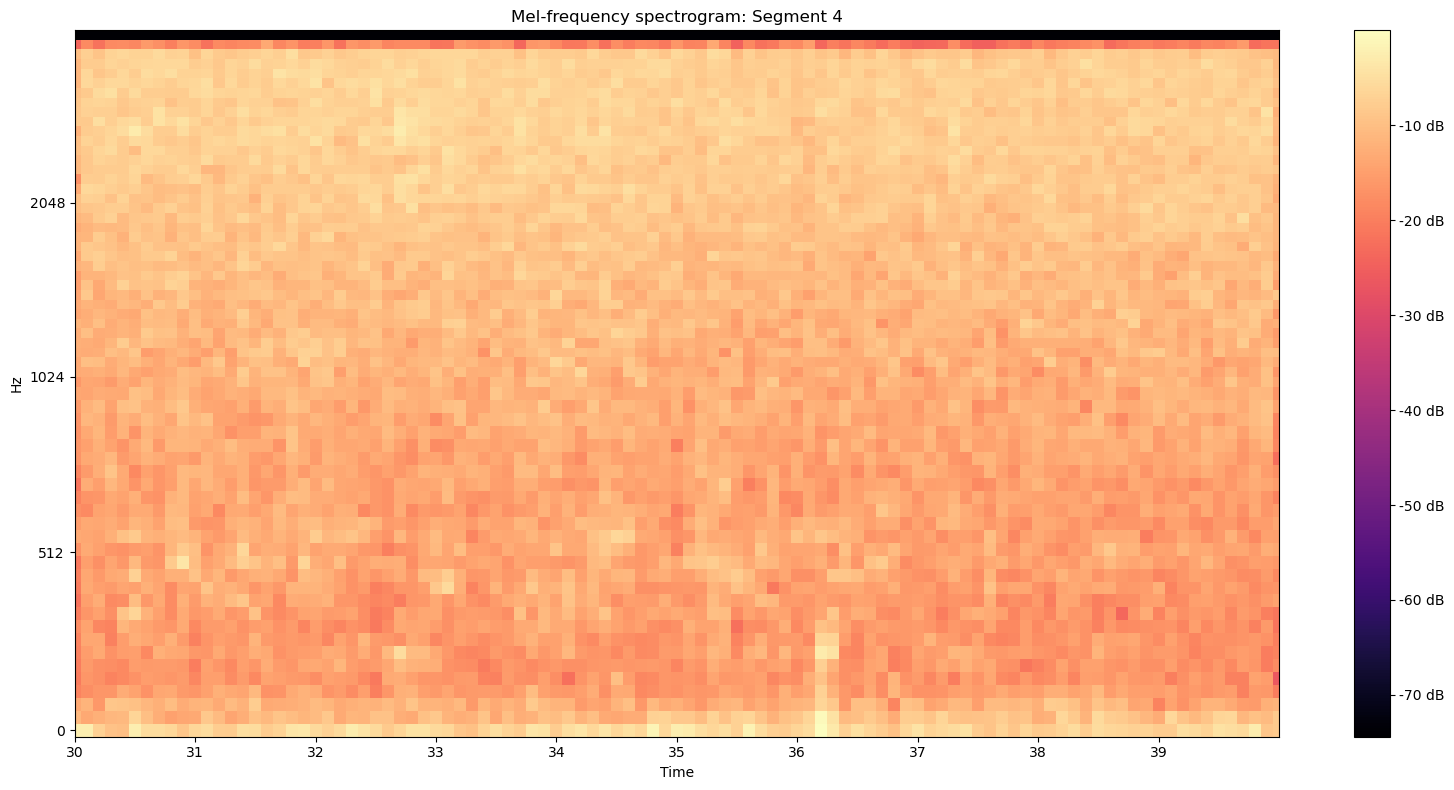 Mel-frequency spectrogram: Segment 4
Hz
2048
1024
512
0
30 31 32 33 34 35 36 37 38 39
Time
-10 dB
-20 dB
-30 dB
-40 dB
-50 dB
-60 dB
-70 dB